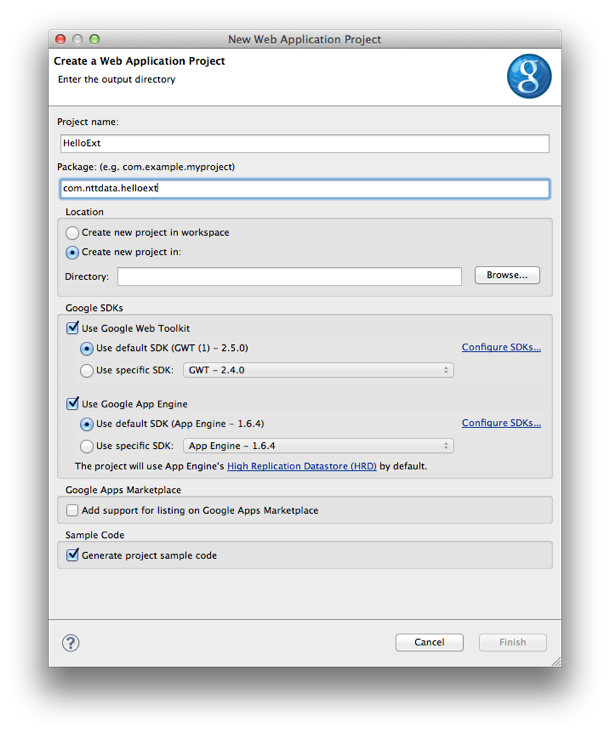 New Web Application Project
Create a Web Application Project
Enter the output directory
g
Project name:
HelloExt
Package: (e.g. com.example.myproject)
com.nttdata.helloext
Location
Create new project in workspace
Create new project in:
Directory:
Browse...
Google SDKs
Use Google Web Toolkit
Use default SDK (GWT (1) - 2.5.0)
Configure SDKs...
Use specific SDK: GWT - 2.4.0
Use Google App Engine
Use default SDK (App Engine - 1.6.4)
Configure SDKs...
Use specific SDK: App Engine - 1.6.4
The project will use App Engine's High Replication Datastore (HRD) by default.
Google Apps Marketplace
Add support for listing on Google Apps Marketplace
Sample Code
Generate project sample code
?
Cancel
Finish